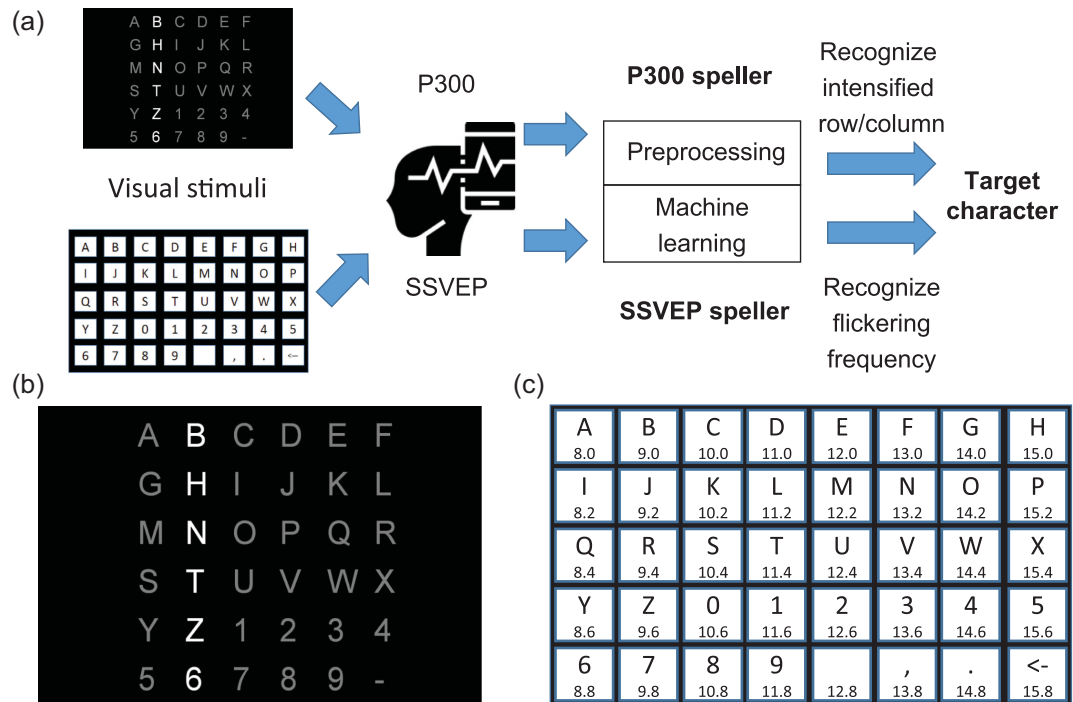 (a)
A B C D E F
G H I J K L
M N O P Q R
S T U V W X
Y Z 1 2 3 4
5 6 7 8 9 -
Visual stimuli
A B C D E F G H
I J K L M N O P
Q R S T U V W X
Y Z 0 1 2 3 4 5
6 7 8 9 , . <-
P300
SSVEP
P300 speller
Preprocessing
Machine
learning
SSVEP speller
Recognize
intensified
row/column
Recognize
flickering
frequency
Target
character
(b)
A B C D E F
G H I J K L
M N O P Q R
S T U V W X
Y Z 1 2 3 4
5 6 7 8 9 -
(c)
A B C D E F G H
8.0 9.0 10.0 11.0 12.0 13.0 14.0 15.0
I J K L M N O P
8.2 9.2 10.2 11.2 12.2 13.2 14.2 15.2
Q R S T U V W X
8.4 9.4 10.4 11.4 12.4 13.4 14.4 15.4
Y Z 0 1 2 3 4 5
8.6 9.6 10.6 11.6 12.6 13.6 14.6 15.6
6 7 8 9 , . <-
8.8 9.8 10.8 11.8 12.8 13.8 14.8 15.8